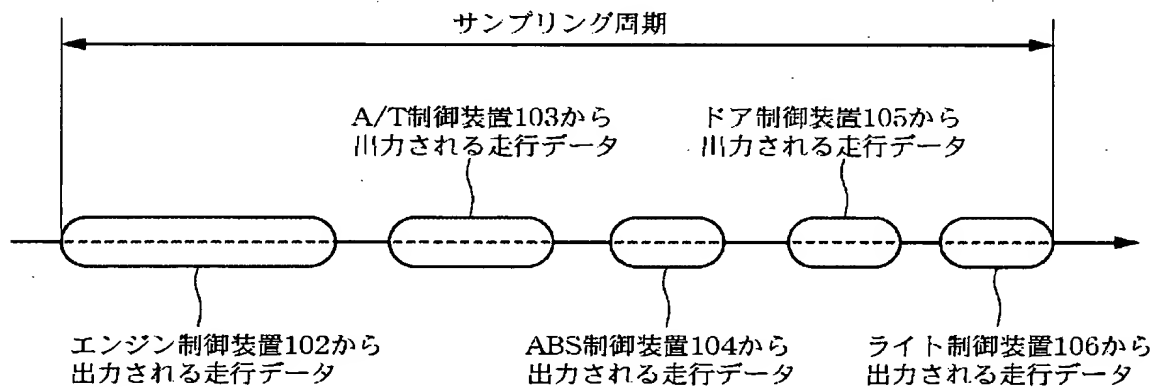 サンプリング周期
A/T制御装置103から
出力される走行データ
ドア制御装置105から
出力される走行データ
エンジン制御装置102から
出力される走行データ
ABS制御装置104から
出力される走行データ
ライト制御装置106から
出力される走行データ